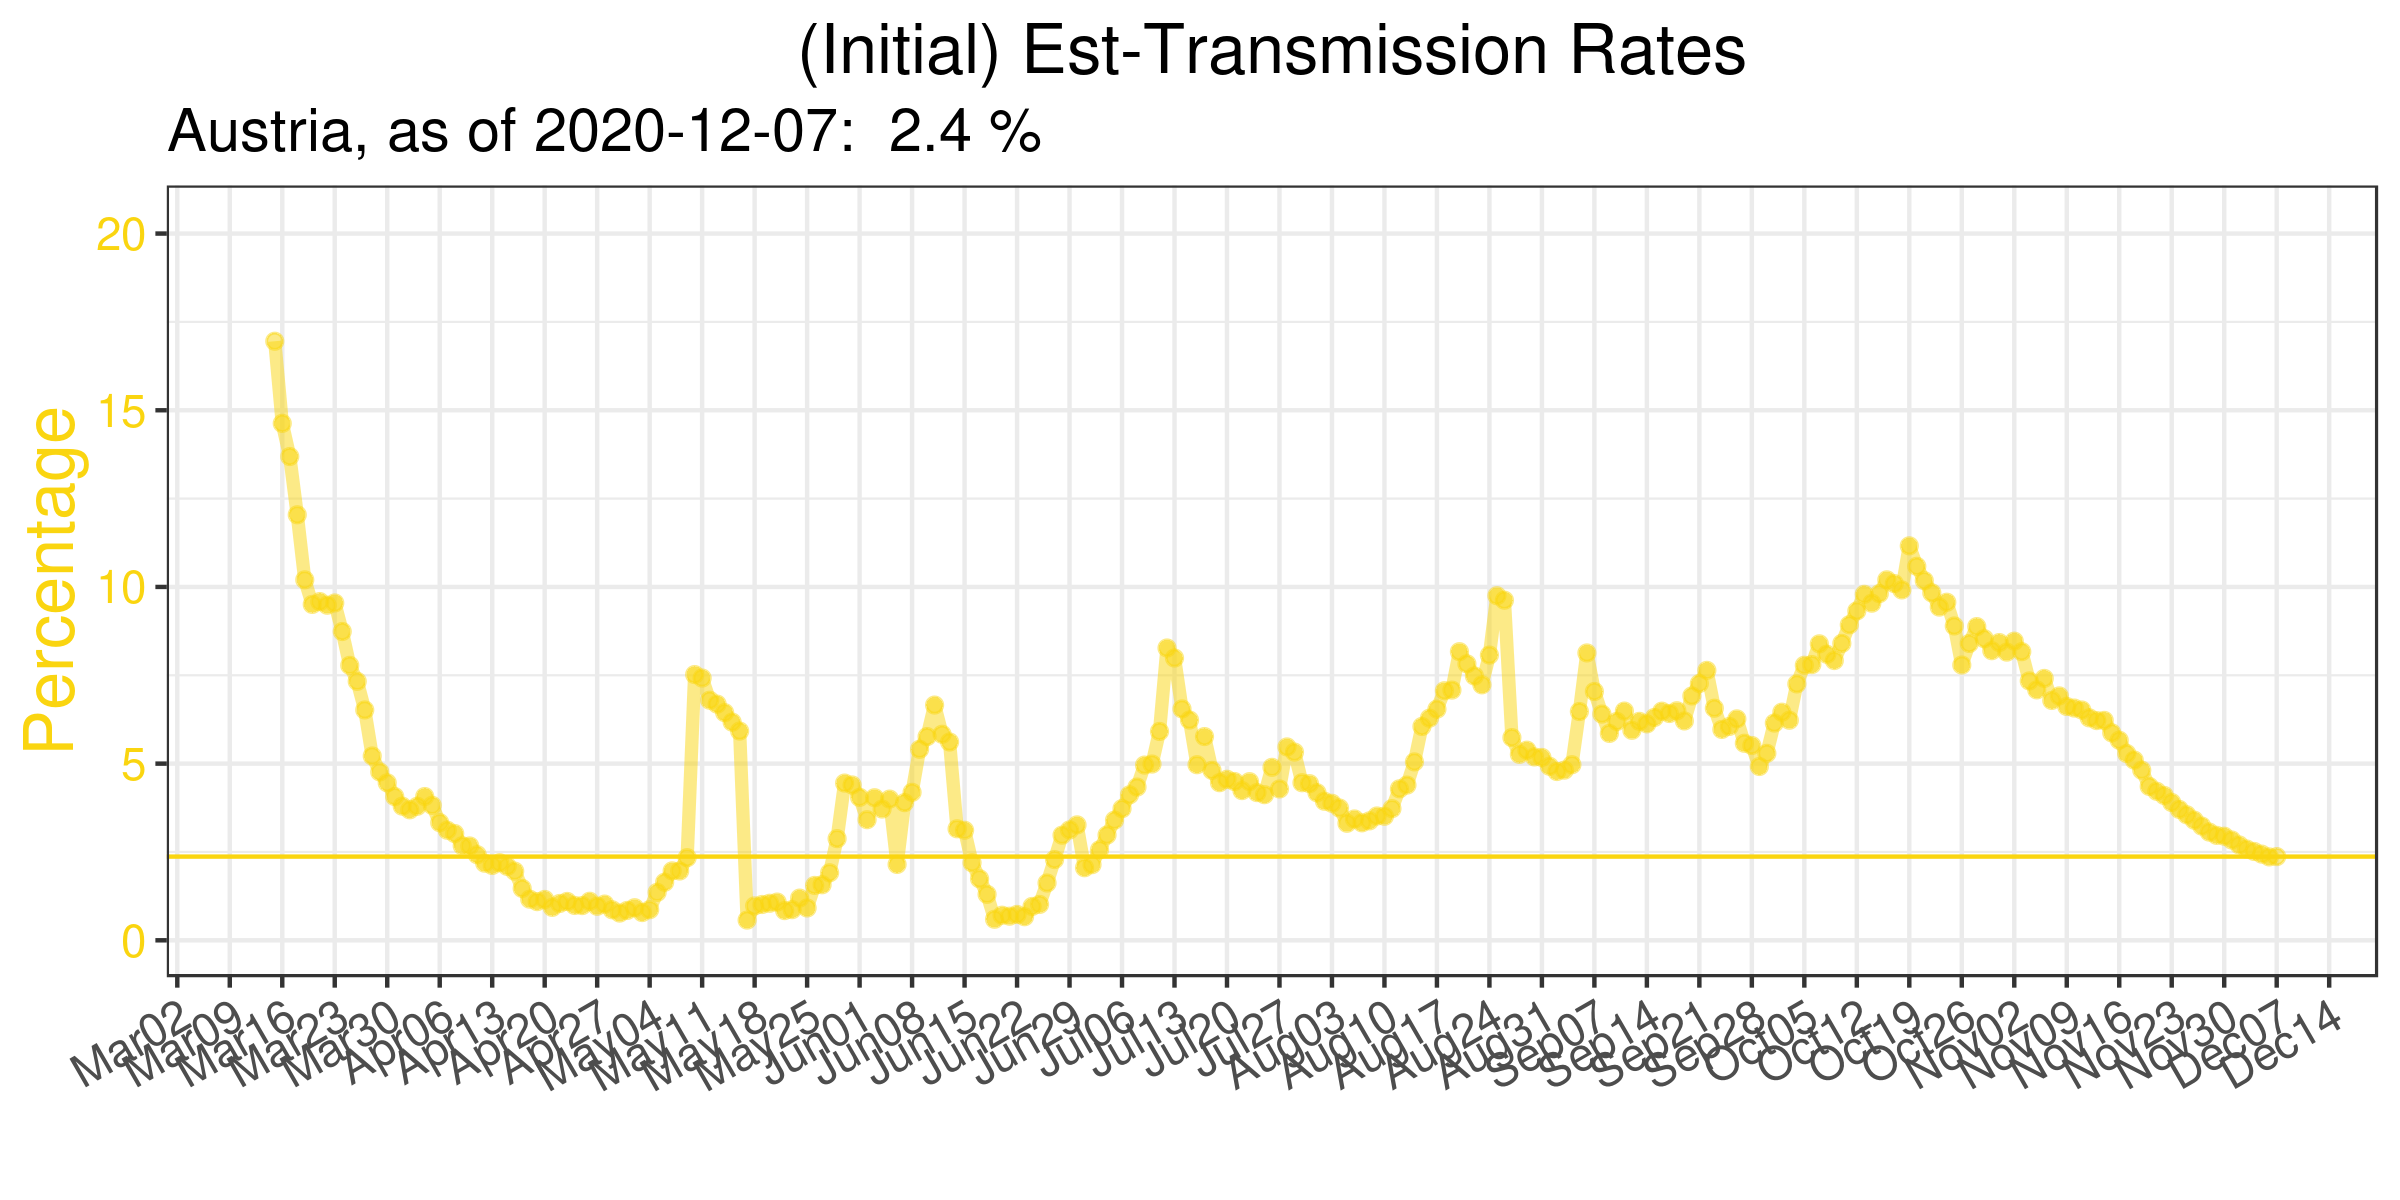 (Initial) Est-Transmission Rates
Austria, as of 2020-12-07:  2.4 %
Percentage
20
15
10
5
0
Mar02
Mar09
Mar16
Mar23
Mar30
Apr06
Apr13
Apr20
Apr27
May04
May11
May18
May25
Jun01
Jun08
Jun15
Jun22
Jun29
Jul06
Jul13
Jul20
Jul27
Aug03
Aug10
Aug17
Aug24
Aug31
Sep07
Sep14
Sep21
Sep28
Oct05
Oct12
Oct19
Oct26
Nov02
Nov09
Nov16
Nov23
Nov30
Dec07
Dec14